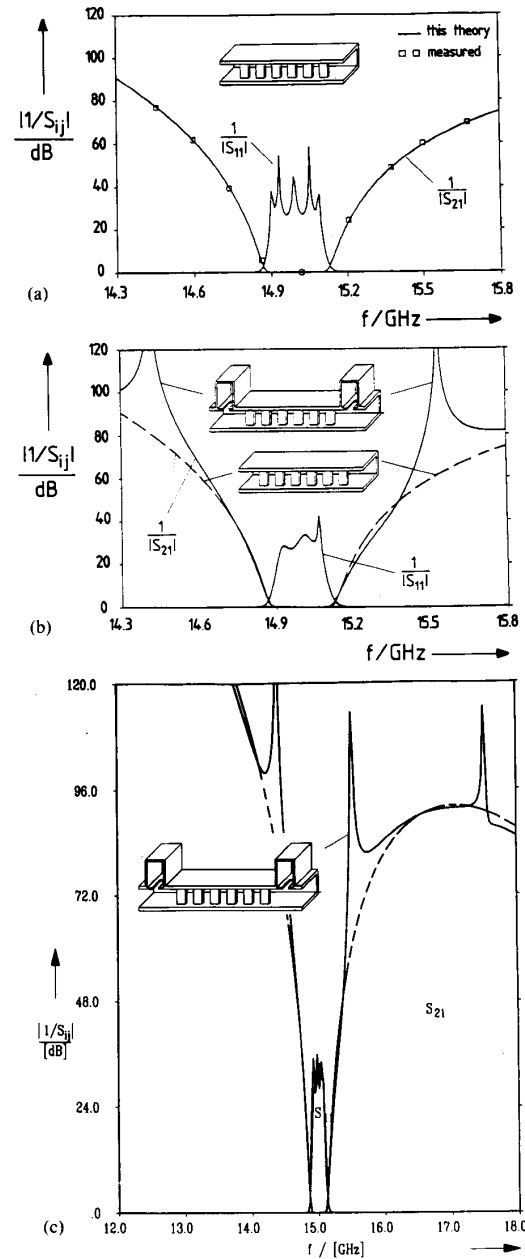 120
100
80
60
40
20
0
|1/Sij|
dB
this theory
measured
1
|S11|
1
|S21|
14.3 14.6 14.9 15.2 15.5 15.8
(a)
f/GHz
120
100
80
60
40
20
0
|1/Sij|
dB
1
|S21|
1
|S11|
14.3 14.6 14.9 15.2 15.5 15.8
(b)
f/GHz
120.0
96.0
72.0
48.0
24.0
.0
|1/Sij|
[dB]
S21
S
12.0 13.0 14.0 15.0 16.0 17.0 18.0
(c)
f / [GHz]